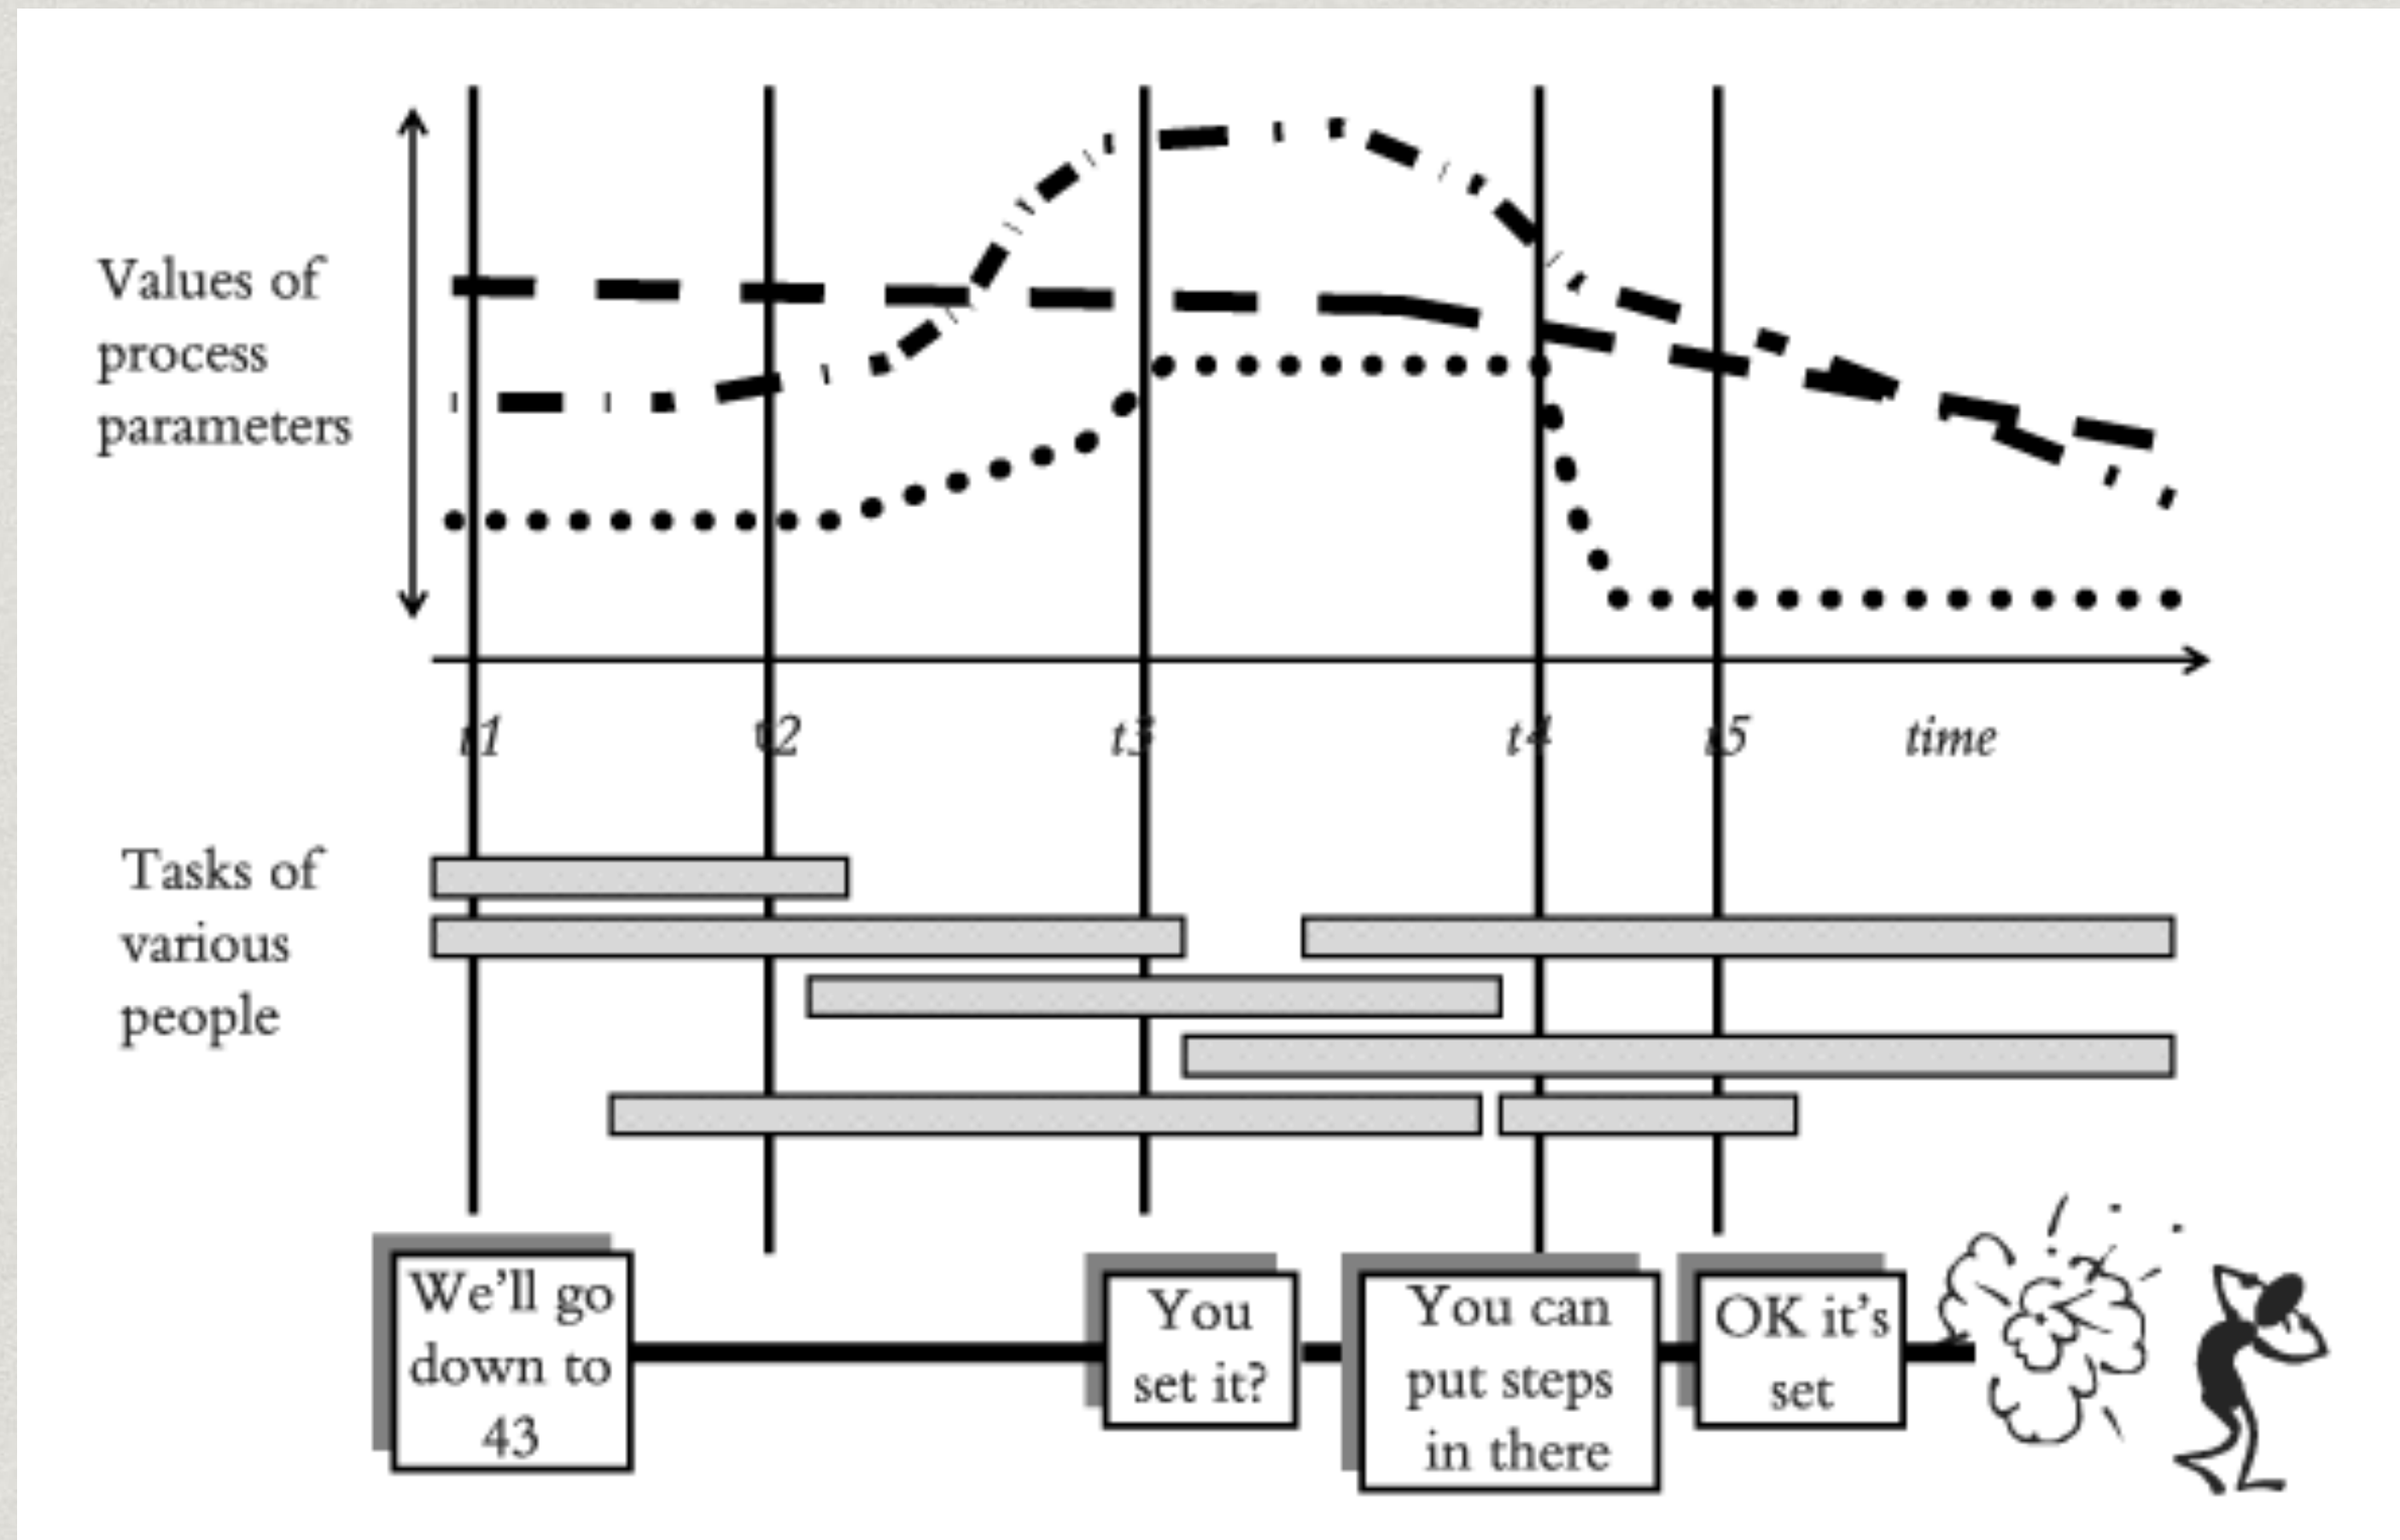 Values of
process
parameters
t1 t2 t3 t4 t5 time
Tasks of
various
people
We'll go
down to
43
You
set it?
You can
put steps
in there
OK it's
set